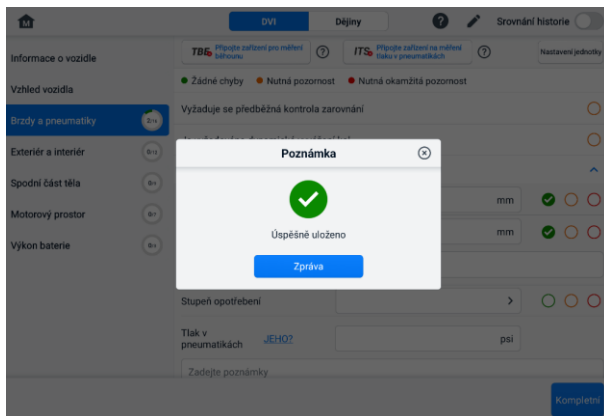 DVI
Dějiny
Srovnání historie
Informace o vozidle
Vzhled vozidla
Brzdy a pneumatiky
Exteriér a interiér
Spodní část těla
Motorový prostor
Výkon baterie
TBE
Připojte zařízení pro měření
běhounu
ITS
Připojte zařízení na měření
tlaku v pneumatikách
Nastavení jednotky
Žádné chyby
Nutná pozornost
Nutná okamžitá pozornost
Vyžaduje se předběžná kontrola zarovnání
Poznámka
Úspěšně uloženo
Zpráva
mm
mm
Stupeň opotřebení
Tlak v
pneumatikách
JEHO?
psi
Zadejte poznámky
Kompletní